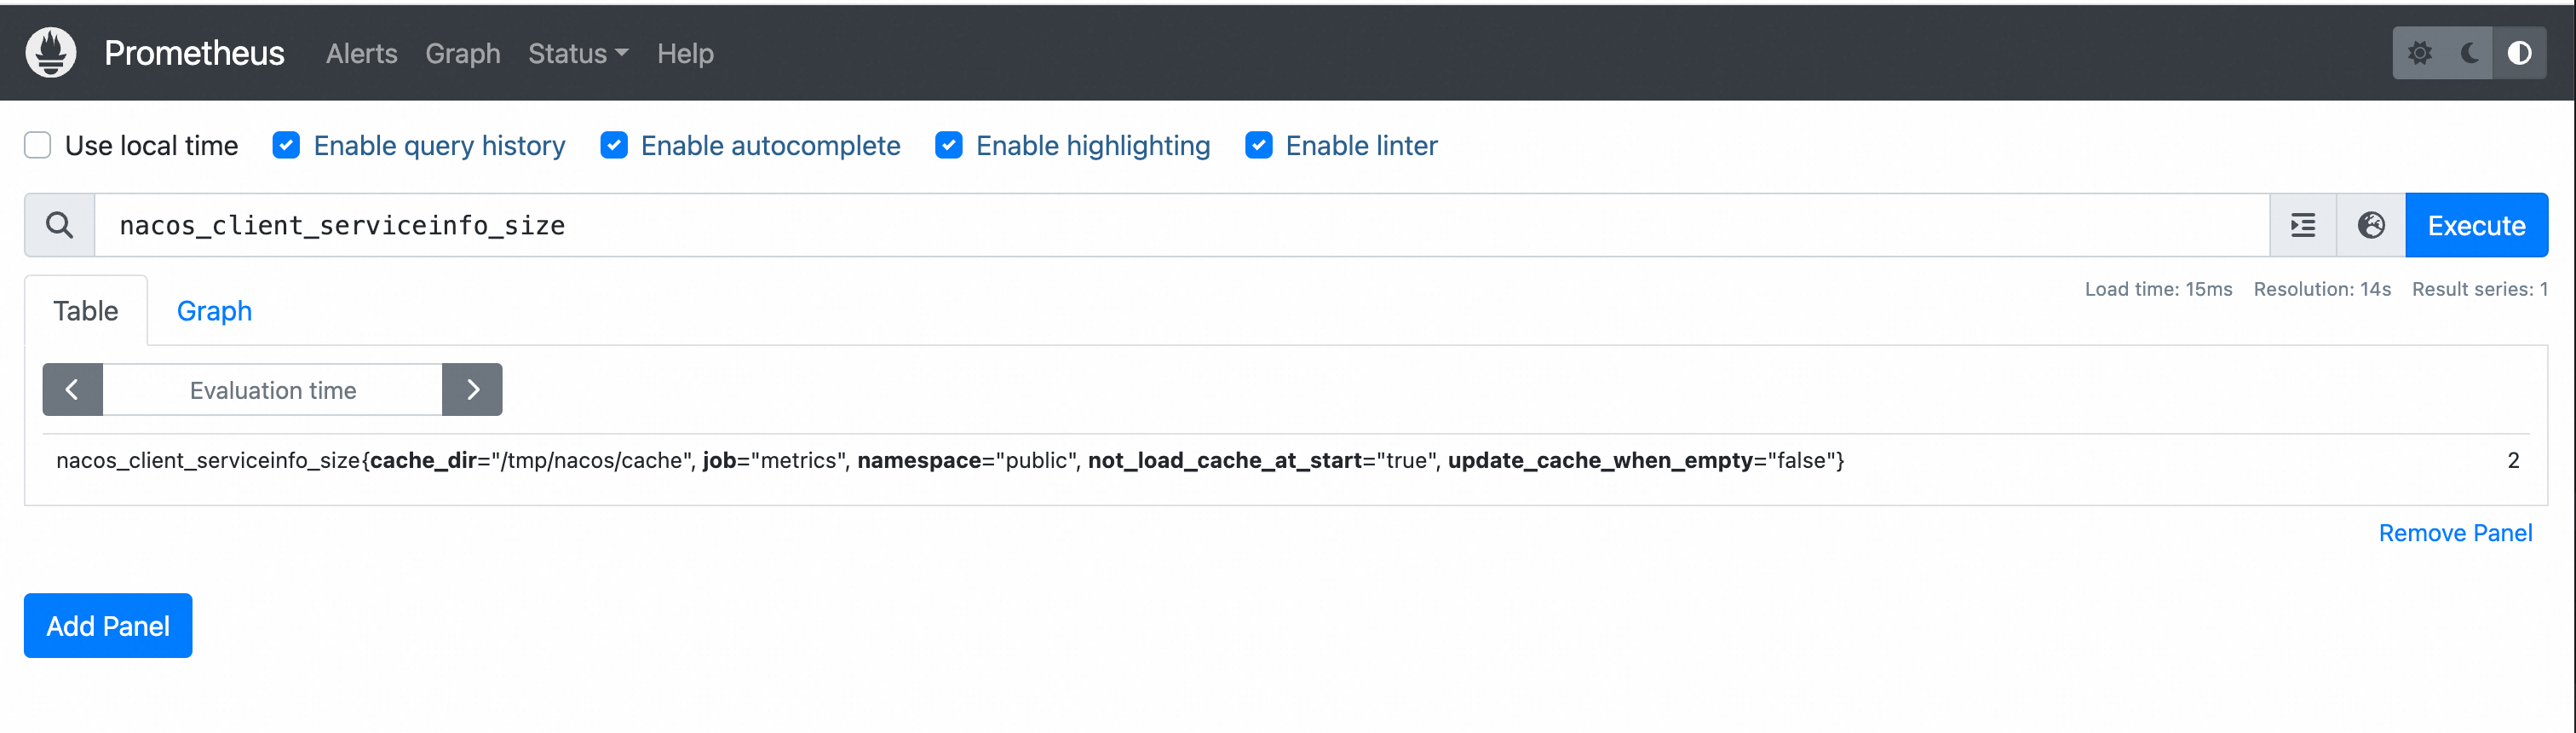 Prometheus Alerts Graph Status Help
Use local time Enable query history Enable autocomplete Enable highlighting Enable linter
nacos_client_serviceinfo_size Execute
Table Graph Load time: 15ms Resolution: 14s Result series: 1
Evaluation time
nacos_client_serviceinfo_size{cache_dir="/tmp/nacos/cache", job="metrics", namespace="public", not_load_cache_at_start="true", update_cache_when_empty="false"} 2
Remove Panel
Add Panel